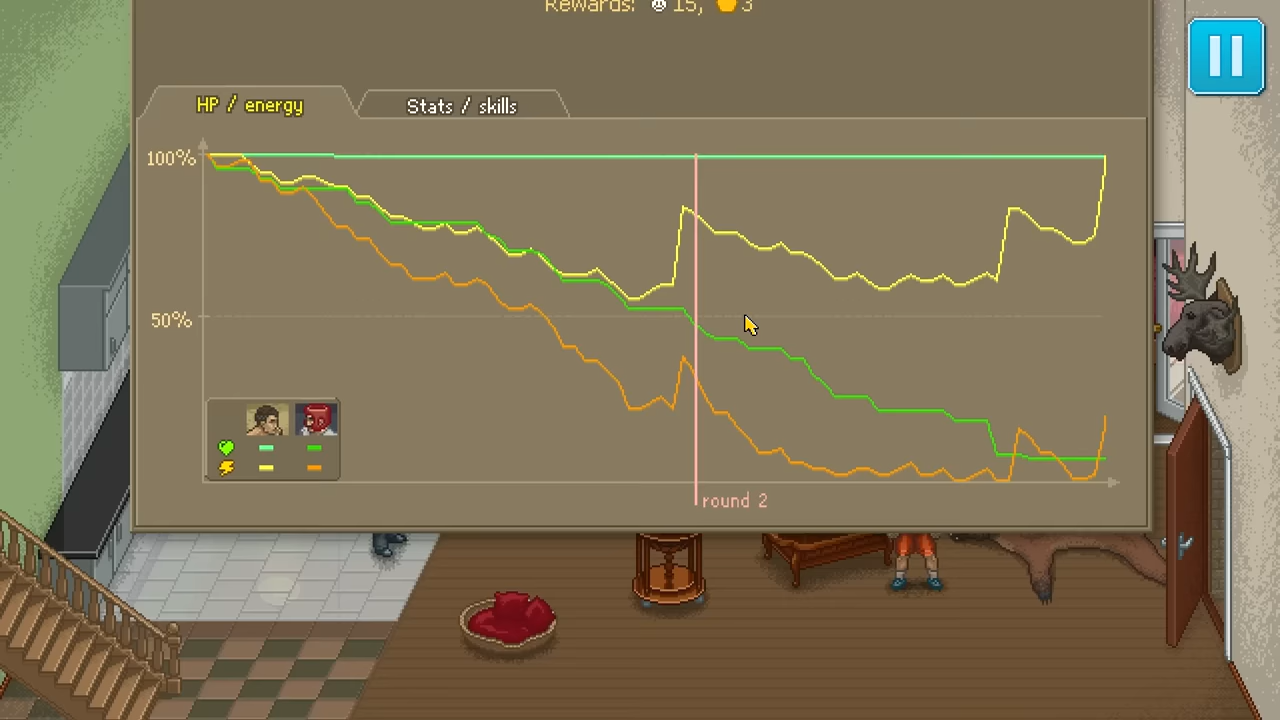 Rewards: 15, 3
HP / energy
Stats / skills
100%
50%
round 2